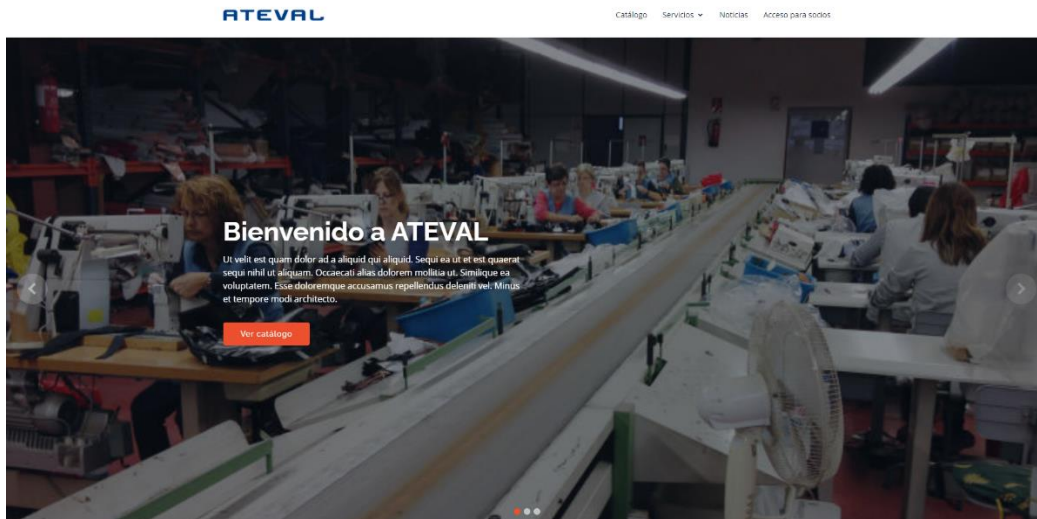 ATEVAL
Catálogo Servicios Noticias Acceso para socios
Bienvenido a ATEVAL
Ut velit est quam dolor ad a aliquid qui aliquid. Sequi ea ut et est quaerat
sequi nihil ut aliquam. Occaecati alias dolorem mollitia ut. Similique ea
voluptatem. Esse doloremque accusamus repellendus deleniti vel. Minus
et tempore modi architecto.
Ver catálogo